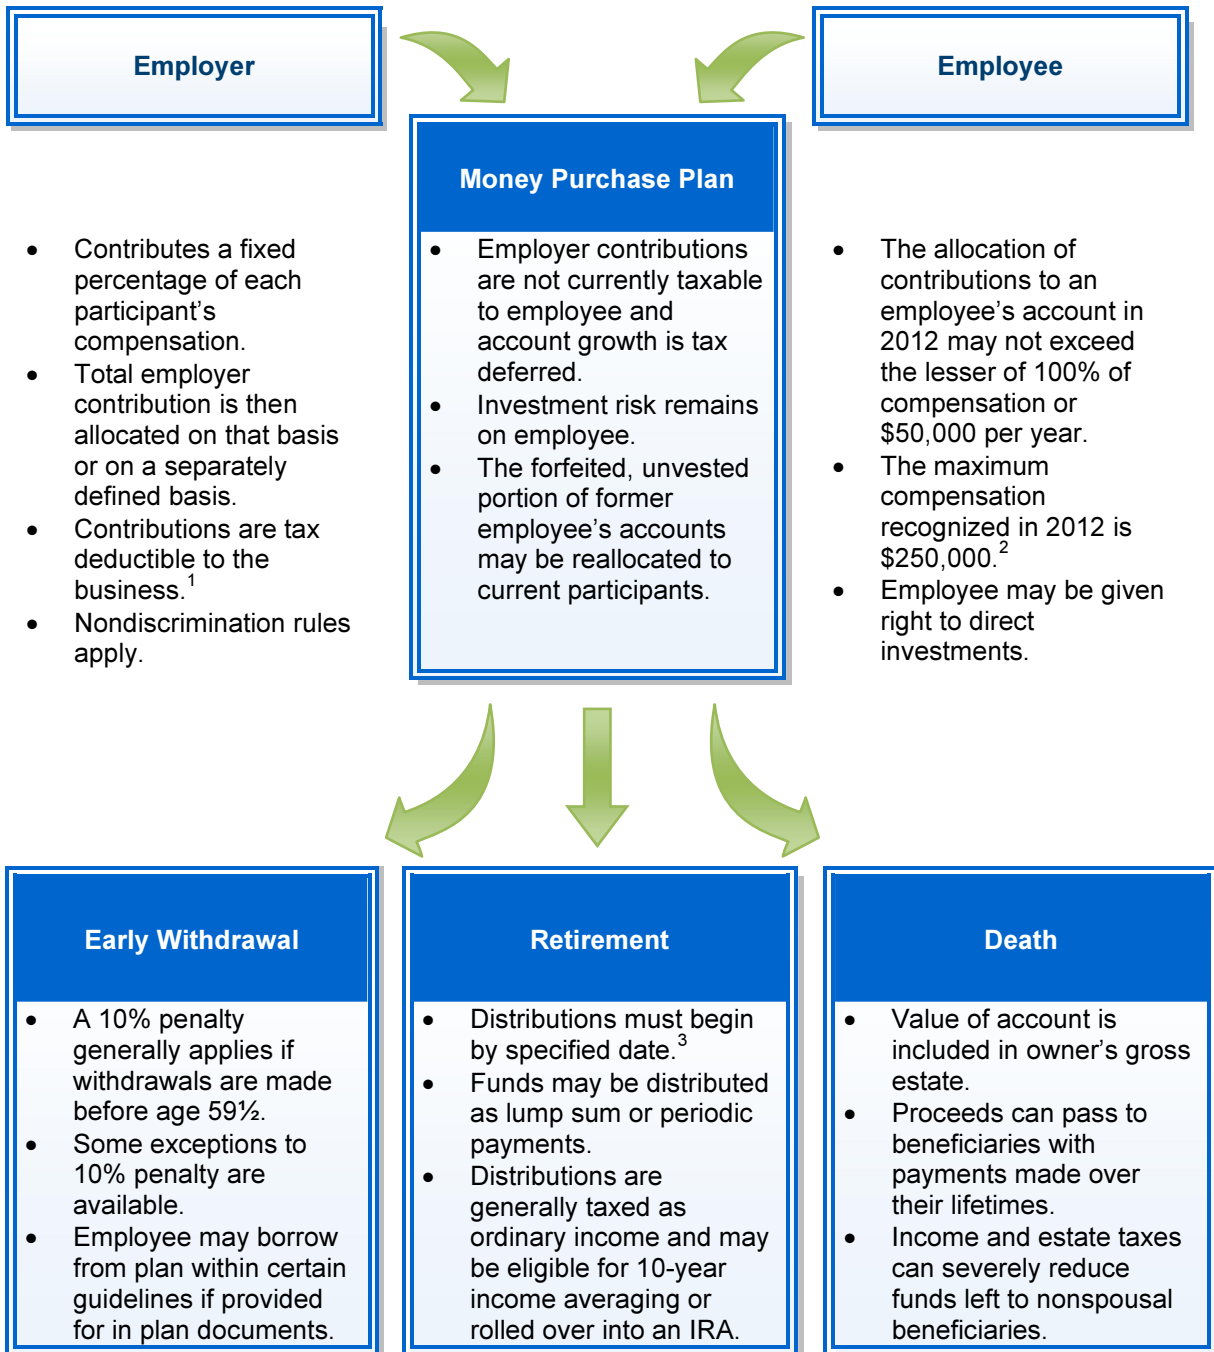 Employer
Employee
Money Purchase Plan
• Contributes a fixed
percentage of each
participant's
compensation.
• Total employer
contribution is then
allocated on that basis
or on a separately
defined basis.
• Contributions are tax
deductible to the
business.1
• Nondiscrimination rules
apply.
• Employer contributions
are not currently taxable
to employee and
account growth is tax
deferred.
• Investment risk remains
on employee.
• The forfeited, unvested
portion of former
employee's accounts
may be reallocated to
current participants.
• The allocation of
contributions to an
employee's account in
2012 may not exceed
the lesser of 100% of
compensation or
$50,000 per year.
• The maximum
compensation
recognized in 2012 is
$250,000.2
• Employee may be given
right to direct
investments.
Early Withdrawal
• A 10% penalty
generally applies if
withdrawals are made
before age 59½.
• Some exceptions to
10% penalty are
available.
• Employee may borrow
from plan within certain
guidelines if provided
for in plan documents.
Retirement
• Distributions must begin
by specified date.3
• Funds may be distributed
as lump sum or periodic
payments.
• Distributions are
generally taxed as
ordinary income and may
be eligible for 10-year
income averaging or
rolled over into an IRA.
Death
• Value of account is
included in owner's gross
estate.
• Proceeds can pass to
beneficiaries with
payments made over
their lifetimes.
• Income and estate taxes
can severely reduce
funds left to nonspousal
beneficiaries.